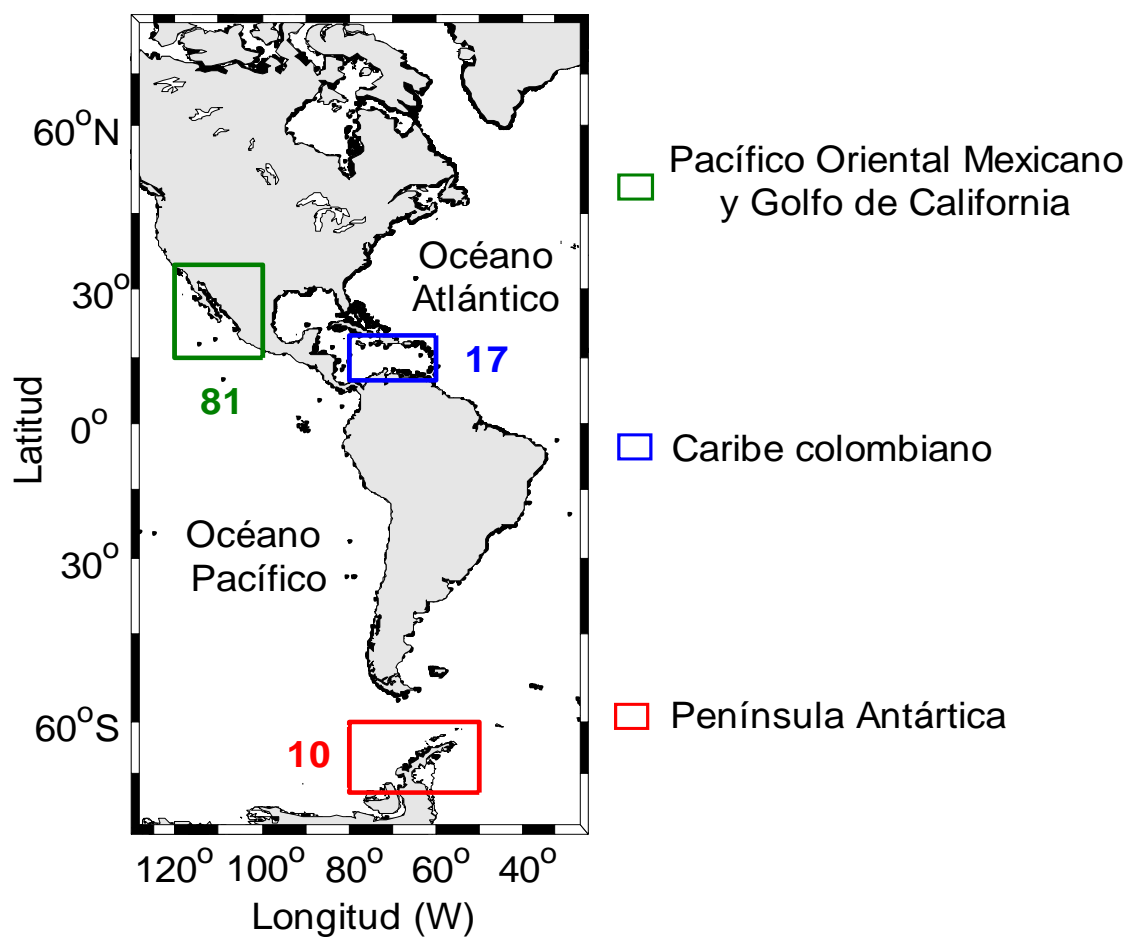 60°N
30°
0°
30°
60°S
Latitud
120° 100° 80° 60° 40°
Longitud (W)
Océano
Atlántico
Océano
Pacífico
81
17
10
Pacífico Oriental Mexicano
y Golfo de California
Caribe colombiano
Península Antártica